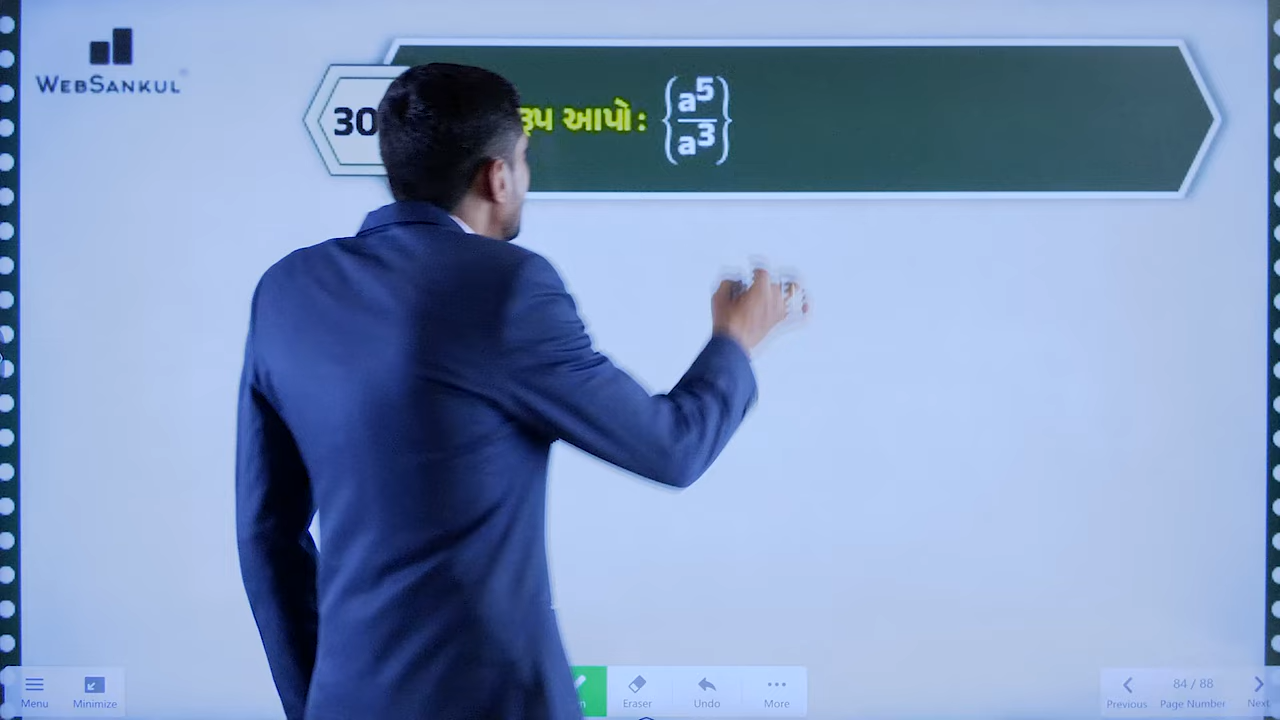 WEBSANKUL
30
રૂપ આપો: {a⁵/a³}
Menu
Minimize
Eraser
Undo
More
Previous
84 / 88
Page Number
Next